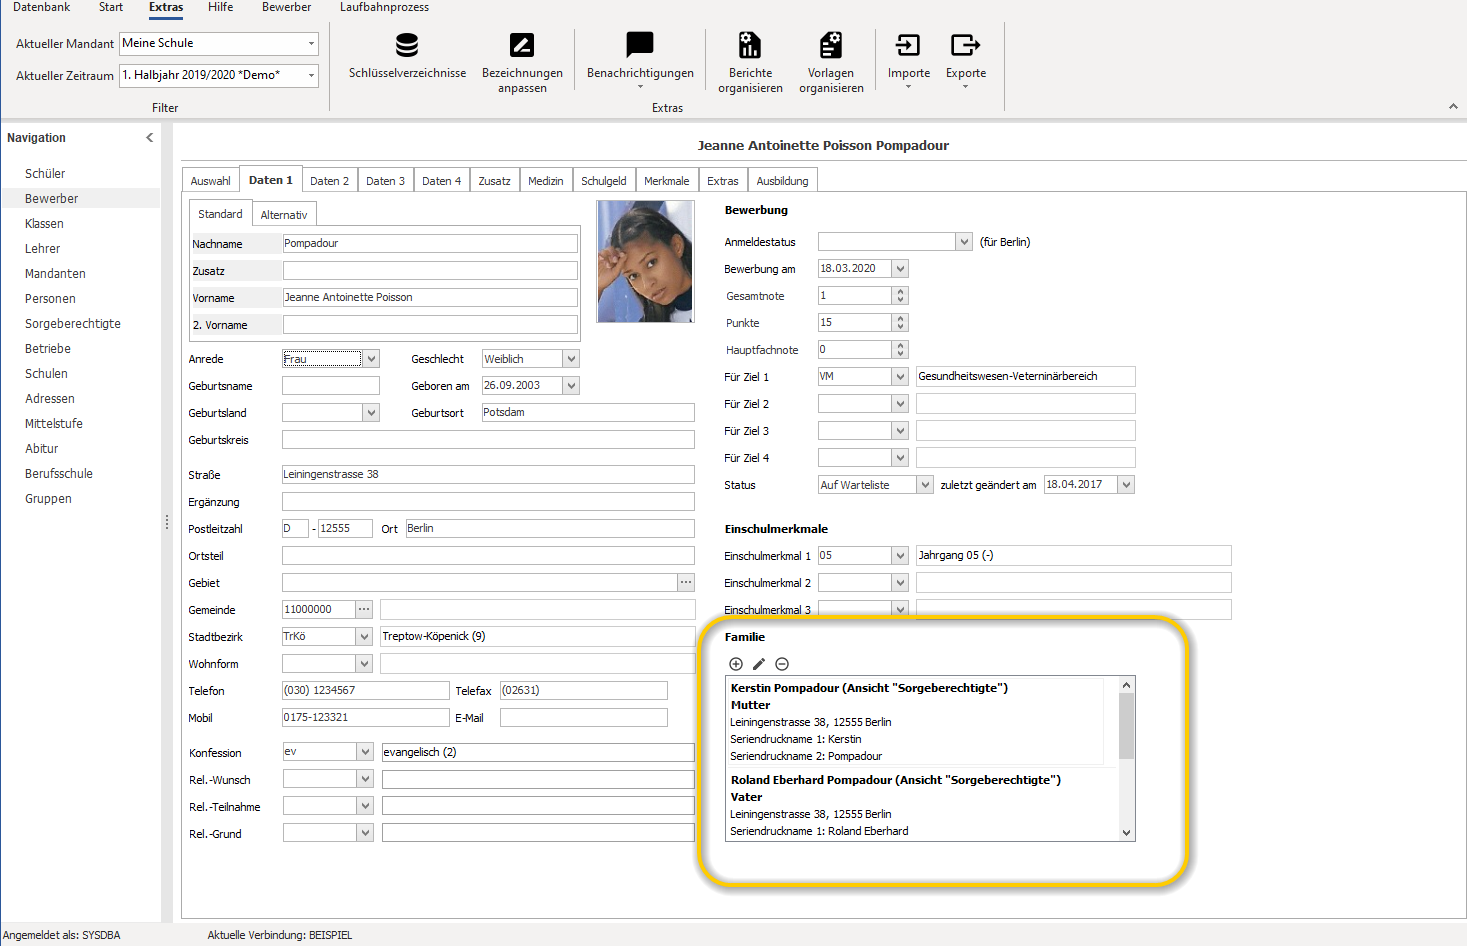 Datenbank Start Extras Hilfe Bewerber Laufbahnprozess
Aktueller Mandant Meine Schule
Aktueller Zeitraum 1. Halbjahr 2019/2020 *Demo*
Filter
Schlüsselverzeichnisse Bezeichnungen anpassen Benachrichtigungen Berichte organisieren Vorlagen organisieren Importe Exporte
Extras
Navigation
Schüler
Bewerber
Klassen
Lehrer
Mandanten
Personen
Sorgeberechtigte
Betriebe
Schulen
Adressen
Mittelstufe
Abitur
Berufsschule
Gruppen
Jeanne Antoinette Poisson Pompadour
Auswahl Daten 1 Daten 2 Daten 3 Daten 4 Zusatz Medizin Schulgeld Merkmale Extras Ausbildung
Standard Alternativ
Nachname Pompadour
Zusatz
Vorname Jeanne Antoinette Poisson
2. Vorname
Anrede Frau Geschlecht Weiblich
Geburtsname Geboren am 26.09.2003
Geburtsland Geburtsort Potsdam
Geburtskreis
Straße Leiningenstrasse 38
Ergänzung
Postleitzahl D - 12555 Ort Berlin
Ortsteil
Gebiet ...
Gemeinde 11000000 ...
Stadtbezirk TrKö Treptow-Köpenick (9)
Wohnform
Telefon (030) 1234567 Telefax (02631)
Mobil 0175-123321 E-Mail
Konfession ev evangelisch (2)
Rel.-Wunsch
Rel.-Teilnahme
Rel.-Grund
Bewerbung
Anmeldestatus (für Berlin)
Bewerbung am 18.03.2020
Gesamtnote 1
Punkte 15
Hauptfachnote 0
Für Ziel 1 VM Gesundheitswesen-Veterninärbereich
Für Ziel 2
Für Ziel 3
Für Ziel 4
Status Auf Warteliste zuletzt geändert am 18.04.2017
Einschulmerkmale
Einschulmerkmal 1 05 Jahrgang 05 (-)
Einschulmerkmal 2
Einschulmerkmal 3
Familie
Kerstin Pompadour (Ansicht "Sorgeberechtigte")
Mutter
Leiningenstrasse 38, 12555 Berlin
Seriendruckname 1: Kerstin
Seriendruckname 2: Pompadour
Roland Eberhard Pompadour (Ansicht "Sorgeberechtigte")
Vater
Leiningenstrasse 38, 12555 Berlin
Seriendruckname 1: Roland Eberhard
Angemeldet als: SYSDBA Aktuelle Verbindung: BEISPIEL